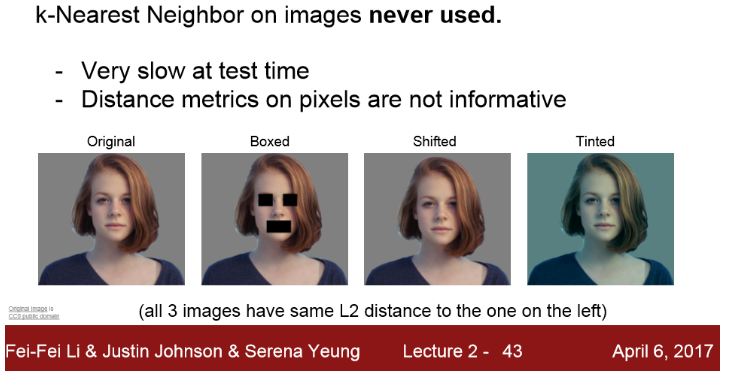 k-Nearest Neighbor on images never used.
- Very slow at test time
- Distance metrics on pixels are not informative
Original Boxed Shifted Tinted
(all 3 images have same L2 distance to the one on the left)
Original image is
CC0 public domain
Fei-Fei Li & Justin Johnson & Serena Yeung Lecture 2 - 43 April 6, 2017